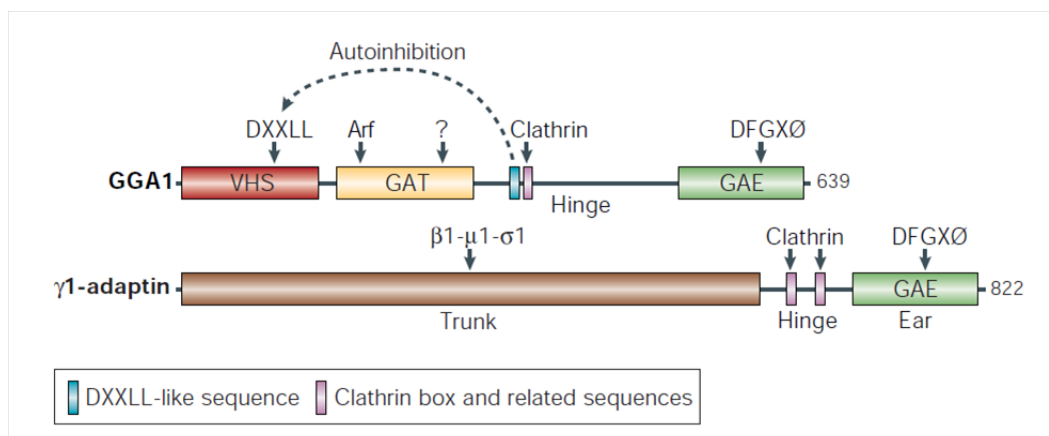 Autoinhibition
DXXLL Arf ? Clathrin DFGXØ
GGA1 VHS GAT GAE 639
Hinge
β1-μ1-σ1 Clathrin DFGXØ
γ1-adaptin GAE 822
Trunk Hinge Ear
DXXLL-like sequence Clathrin box and related sequences